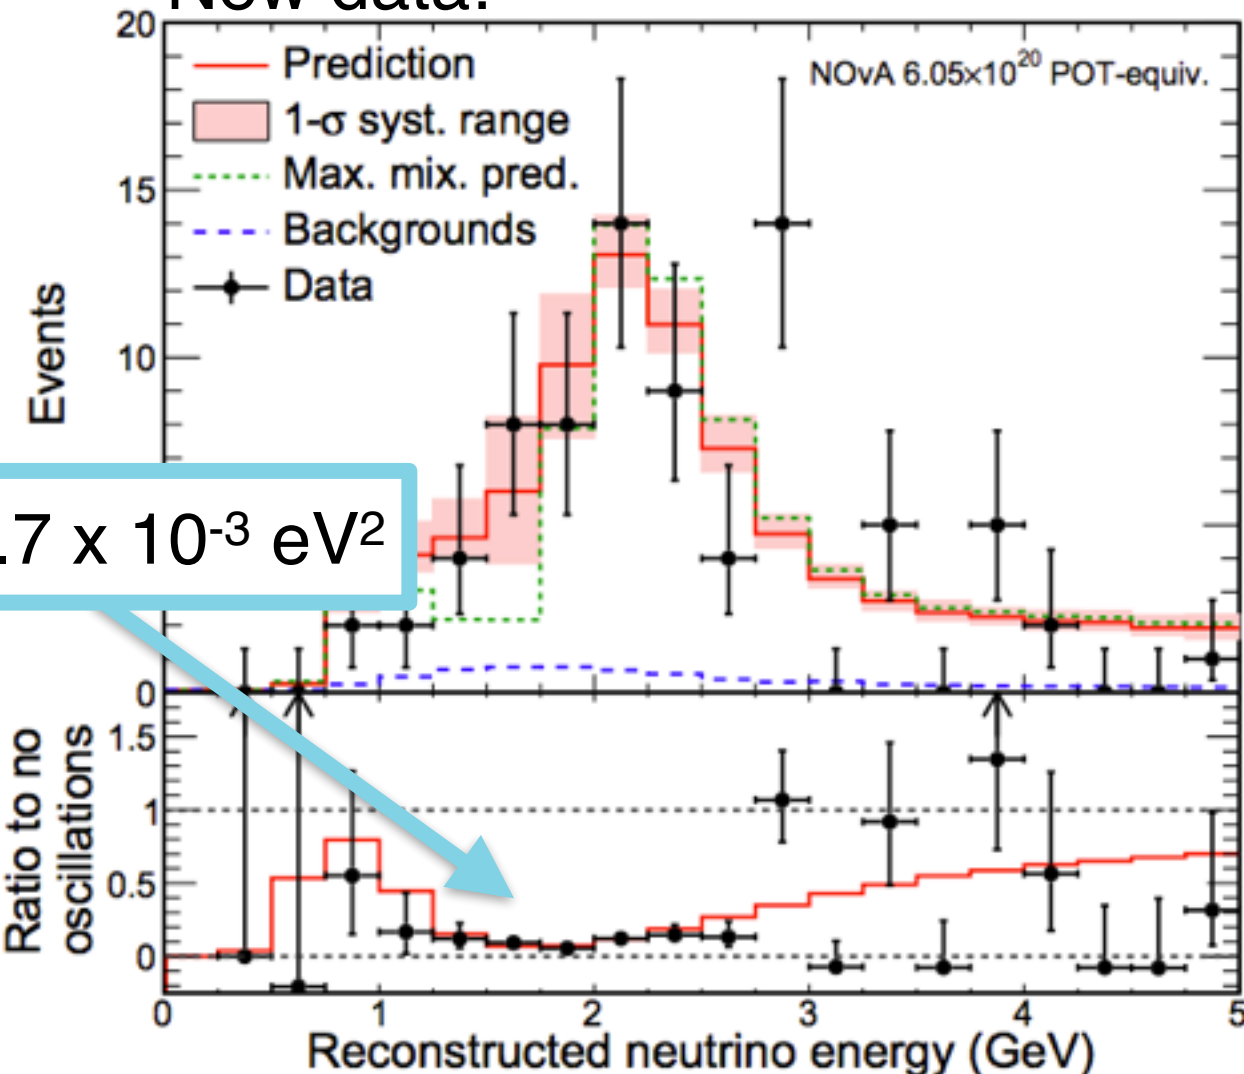 New data:
20
Prediction
NOvA 6.05×10²⁰ POT-equiv.
1-σ syst. range
Max. mix. pred.
15
Backgrounds
Data
Events
10
.7 x 10⁻³ eV²
0
Ratio to no
oscillations
1.5
1
0.5
0
0 1 2 3 4 5
Reconstructed neutrino energy (GeV)